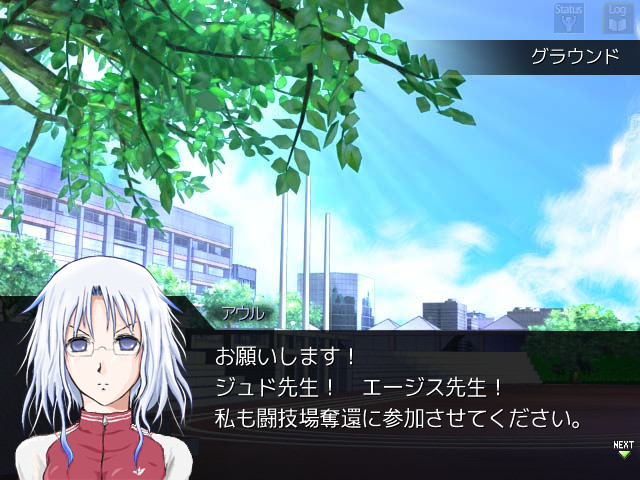 Status
Log
グラウンド
アウル
お願いします！
ジュド先生！　エージス先生！
私も闘技場奪還に参加させてください。
NEXT